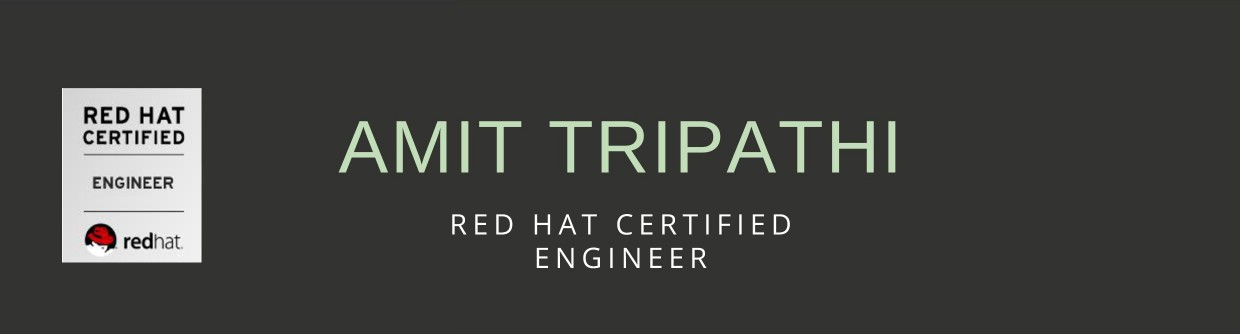 RED HAT
CERTIFIED
ENGINEER
redhat.
AMIT TRIPATHI
RED HAT CERTIFIED
ENGINEER